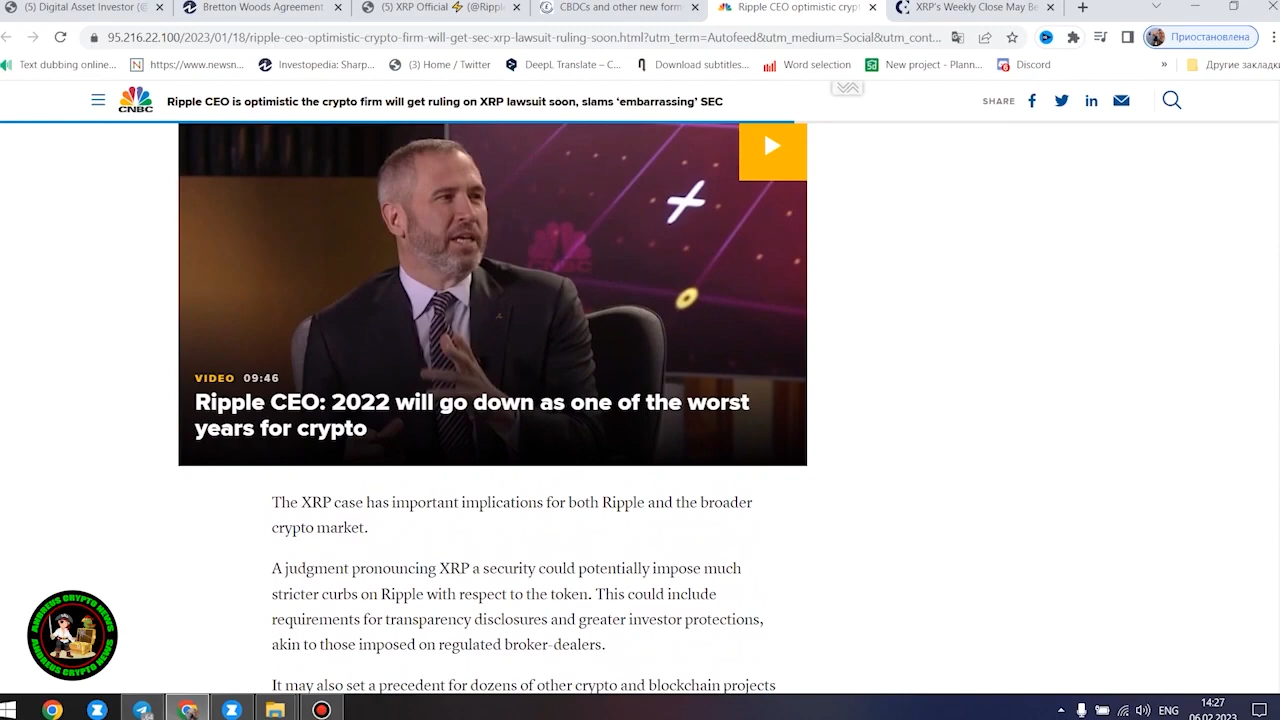 (5) Digital Asset Investor (@
Bretton Woods Agreement
(5) XRP Official ⚡ (@Rippl
CBDCs and other new form
Ripple CEO optimistic crypt
XRP's Weekly Close May Be
95.216.22.100/2023/01/18/ripple-ceo-optimistic-crypto-firm-will-get-sec-xrp-lawsuit-ruling-soon.html?utm_term=Autofeed&utm_medium=Social&utm_cont...
Приостановлена
Text dubbing online...
https://www.newsn...
Investopedia: Sharp...
(3) Home / Twitter
DeepL Translate – C...
Download subtitles...
Word selection
New project - Plann...
Discord
»
Другие закладки
CNBC
Ripple CEO is optimistic the crypto firm will get ruling on XRP lawsuit soon, slams ‘embarrassing’ SEC
SHARE
VIDEO 09:46
Ripple CEO: 2022 will go down as one of the worst
years for crypto
The XRP case has important implications for both Ripple and the broader
crypto market.
A judgment pronouncing XRP a security could potentially impose much
stricter curbs on Ripple with respect to the token. This could include
requirements for transparency disclosures and greater investor protections,
akin to those imposed on regulated broker-dealers.
It may also set a precedent for dozens of other crypto and blockchain projects
ANDREUS CRYPTO NEWS
ANDREUS CRYPTO NEWS
ENG
14:27
06.02.2023